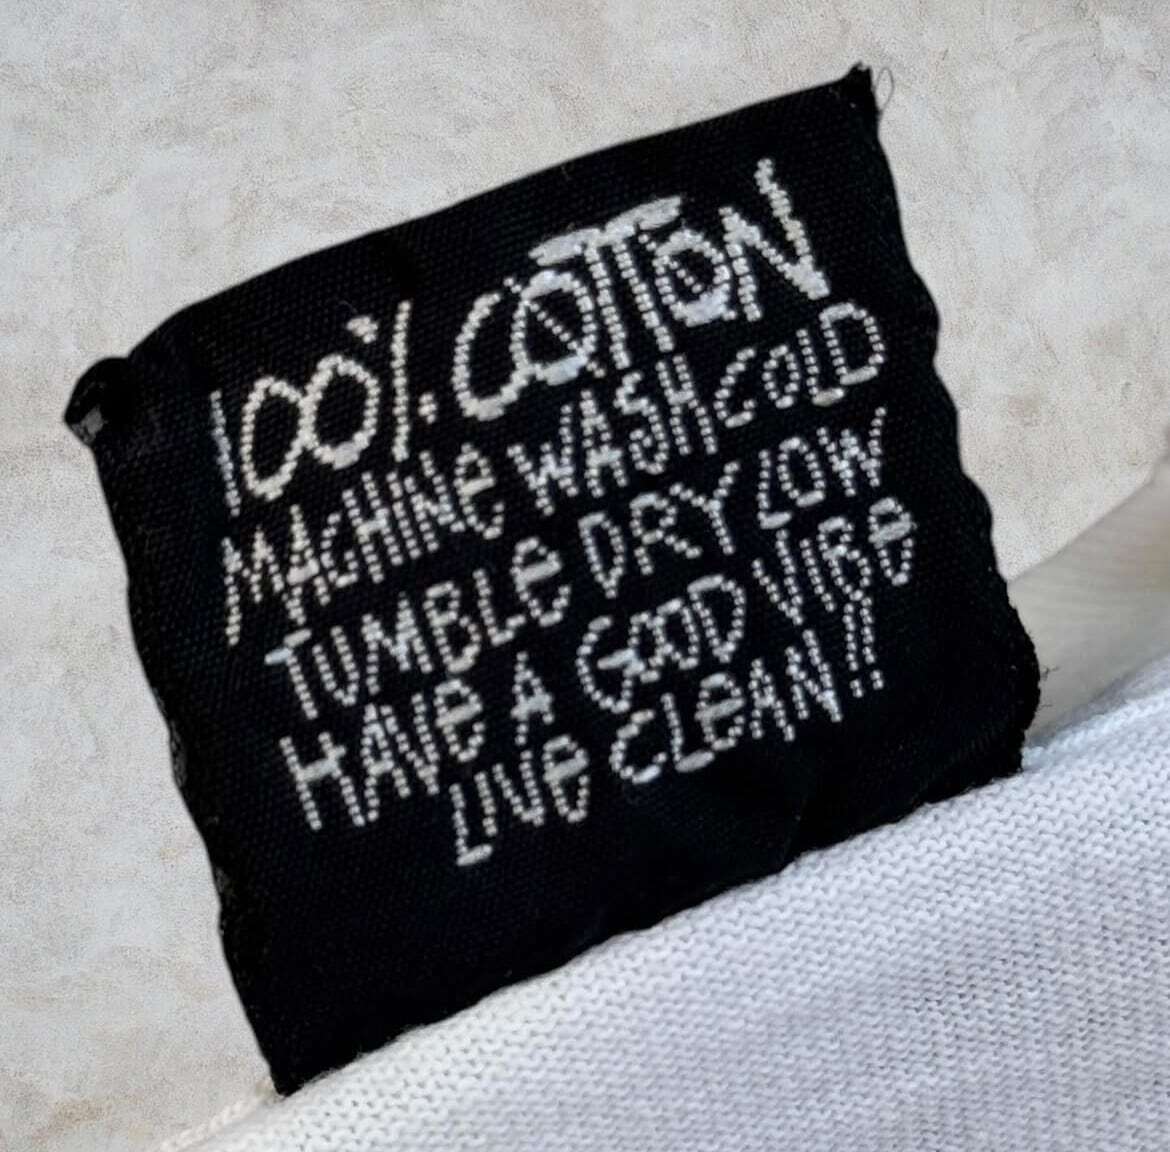 100% COTTON
MACHINe WASH COLD
TUMBLe DRY LOW
HAVe A GOOD VIBe
LIVe CLeAN!!